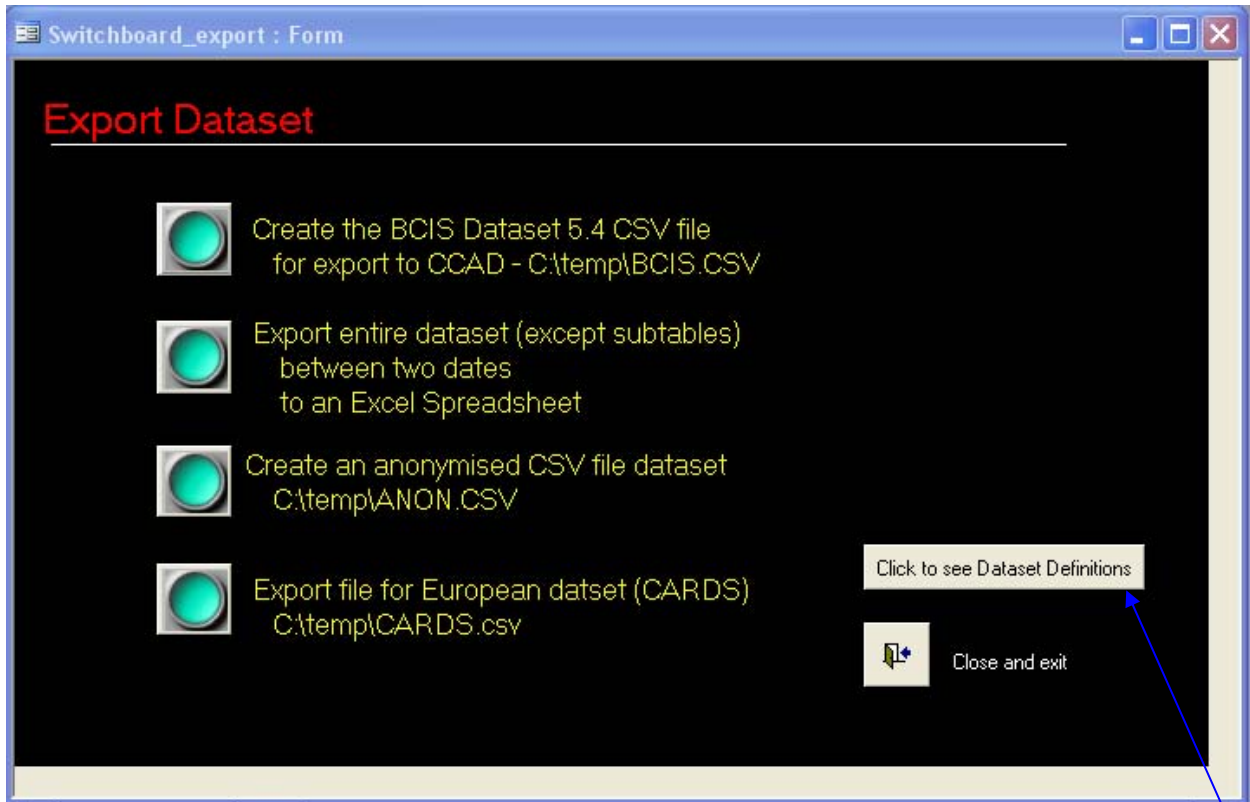 Switchboard_export : Form
Export Dataset
Create the BCIS Dataset 5.4 CSV file
for export to CCAD - C:\temp\BCIS.CSV
Export entire dataset (except subtables)
between two dates
to an Excel Spreadsheet
Create an anonymised CSV file dataset
C:\temp\ANON.CSV
Export file for European datset (CARDS)
C:\temp\CARDS.csv
Click to see Dataset Definitions
Close and exit